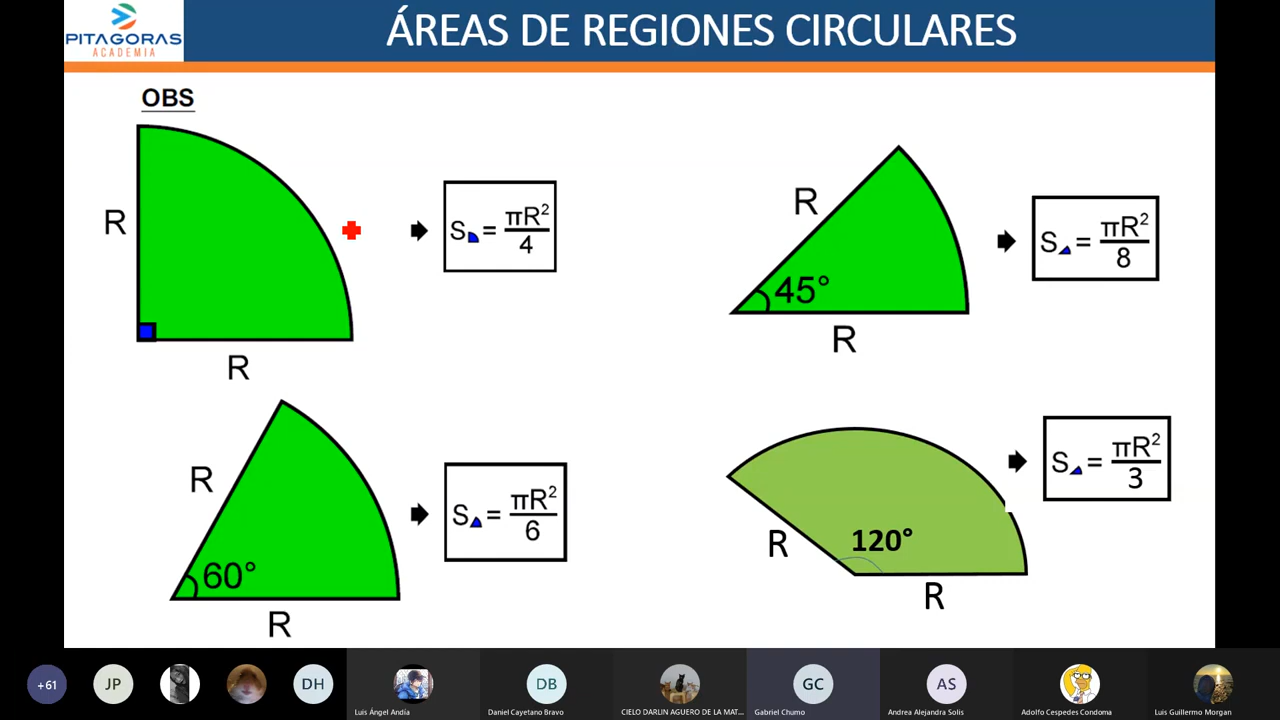 PITAGORAS
ACADEMIA
ÁREAS DE REGIONES CIRCULARES
OBS
R
R
S = πR²/4
R
45°
R
S = πR²/8
R
60°
R
S = πR²/6
R
120°
R
S = πR²/3
+61
JP
DH
DB
GC
AS
Luis Ángel Andía
Daniel Cayetano Bravo
CIELO DARLIN AGUERO DE LA MAT...
Gabriel Chumo
Andrea Alejandra Solis
Adolfo Cespedes Condoma
Luis Guillermo Morgan